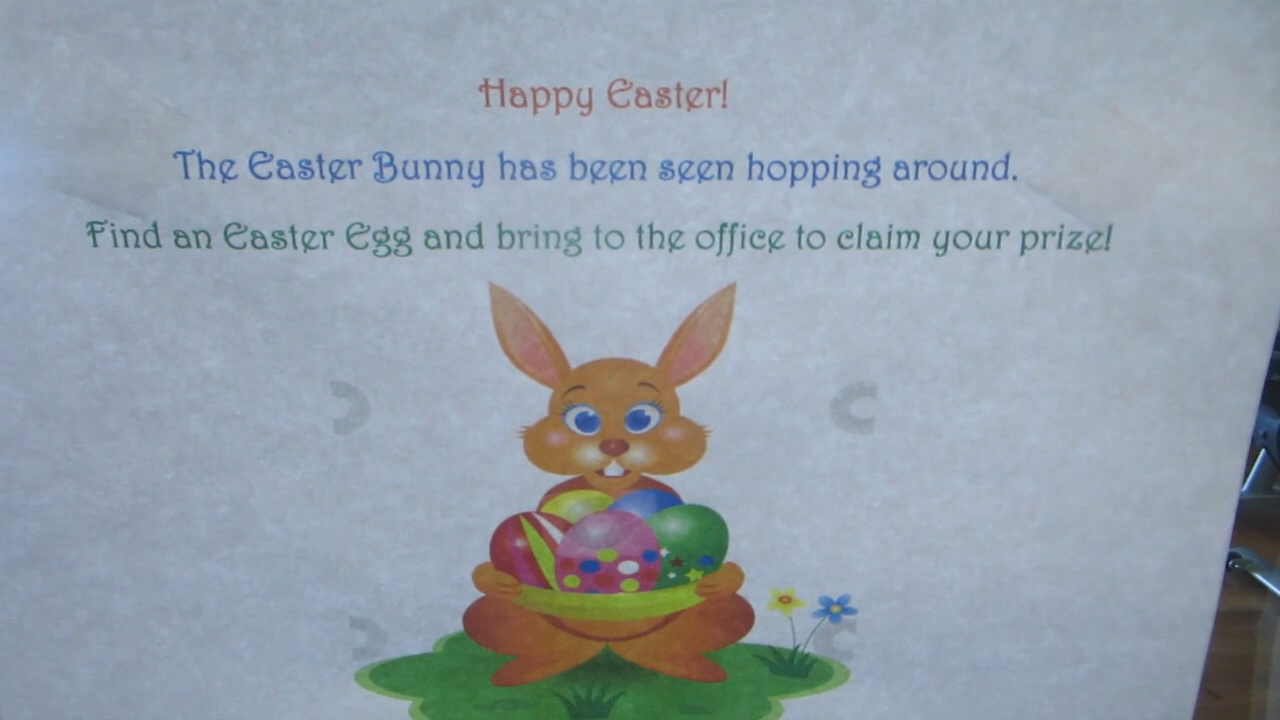 Happy Easter!
The Easter Bunny has been seen hopping around.
Find an Easter Egg and bring to the office to claim your prize!